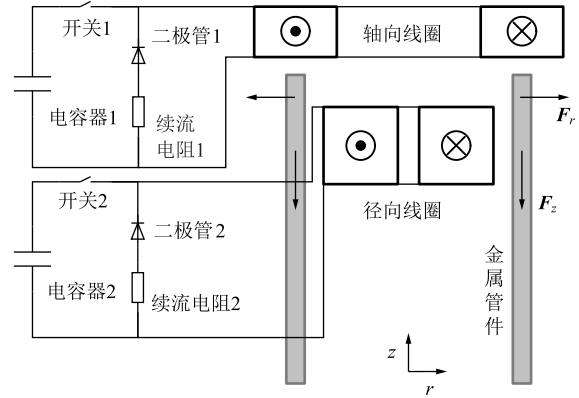 开关1
二极管1
轴向线圈
电容器1
续流
电阻1
F_r
开关2
二极管2
径向线圈
F_z
电容器2
续流电阻2
金属管件
z
r